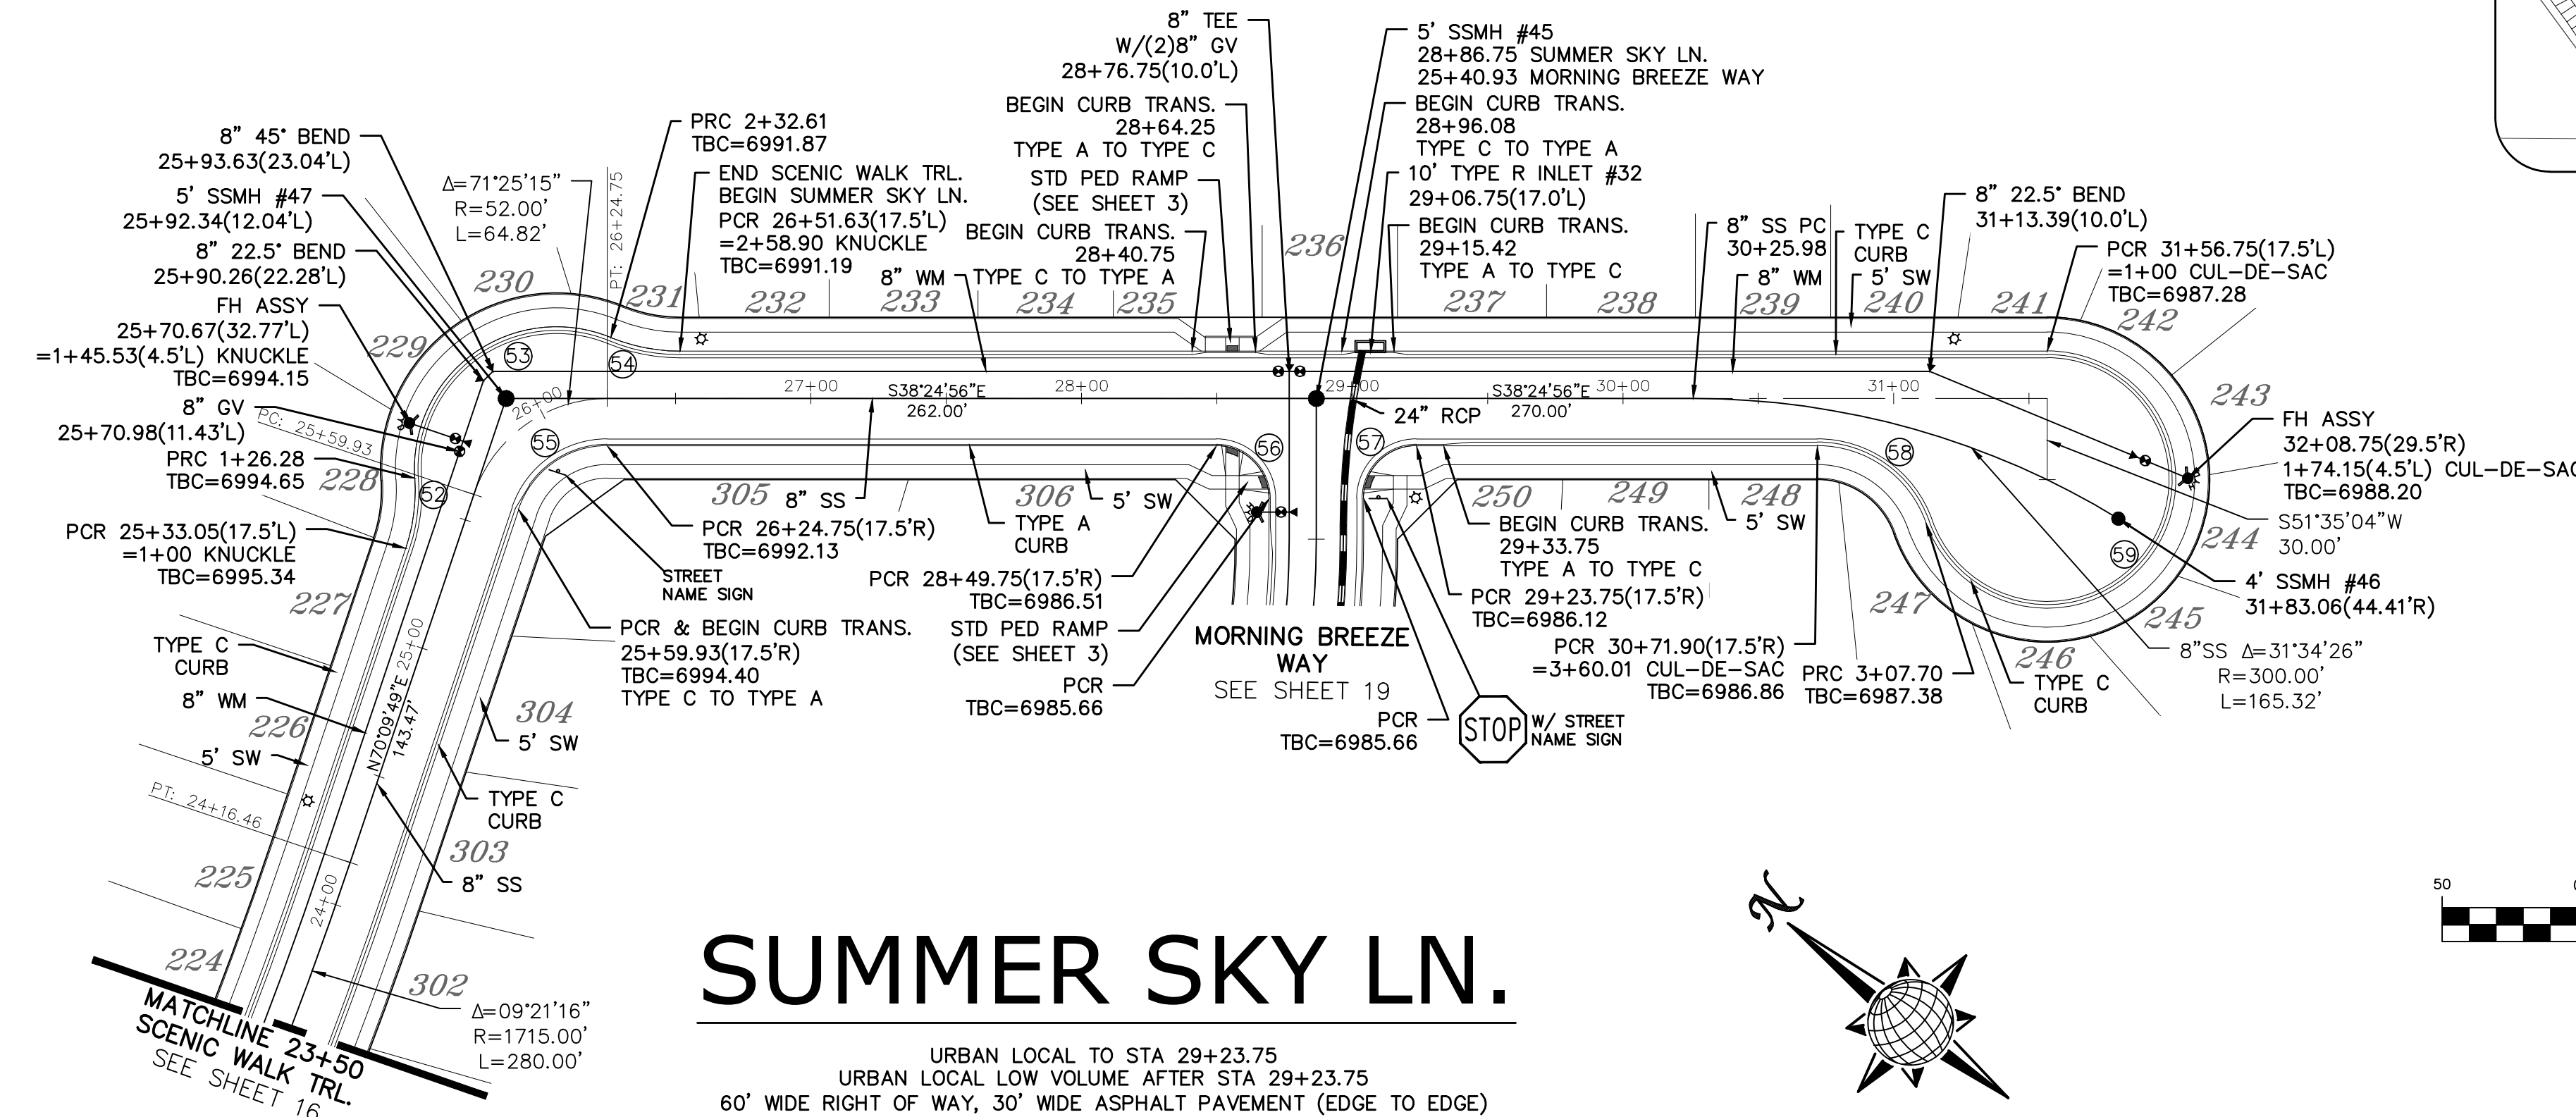 8" TEE
W/(2)8" GV
28+76.75(10.0'L)
5' SSMH #45
28+86.75 SUMMER SKY LN.
25+40.93 MORNING BREEZE WAY
BEGIN CURB TRANS.
28+64.25
TYPE A TO TYPE C
BEGIN CURB TRANS.
28+96.08
TYPE C TO TYPE A
PRC 2+32.61
TBC=6991.87
8" 45° BEND
25+93.63(23.04'L)
5' SSMH #47
25+92.34(12.04'L)
8" 22.5° BEND
25+90.26(22.28'L)
FH ASSY
25+70.67(32.77'L)
=1+45.53(4.5'L) KNUCKLE
TBC=6994.15
8" GV
25+70.98(11.43'L)
PC: 25+59.93
PRC 1+26.28
TBC=6994.65
PCR 25+33.05(17.5'L)
=1+00 KNUCKLE
TBC=6995.34
Δ=71°25'15"
R=52.00'
L=64.82'
PT: 26+24.75
END SCENIC WALK TRL.
BEGIN SUMMER SKY LN.
PCR 26+51.63(17.5'L)
=2+58.90 KNUCKLE
TBC=6991.19
STD PED RAMP
(SEE SHEET 3)
BEGIN CURB TRANS.
28+40.75
TYPE C TO TYPE A
8" WM
10' TYPE R INLET #32
29+06.75(17.0'L)
BEGIN CURB TRANS.
29+15.42
TYPE A TO TYPE C
8" SS PC
30+25.98
8" WM
TYPE C
CURB
5' SW
8" 22.5° BEND
31+13.39(10.0'L)
PCR 31+56.75(17.5'L)
=1+00 CUL-DE-SAC
TBC=6987.28
230
231
232
233
234
235
236
237
238
239
240
241
242
229
228
243
53
54
26+00
27+00
28+00
29+00
30+00
31+00
S38°24'56"E
262.00'
S38°24'56"E
270.00'
24" RCP
52
55
56
57
58
59
FH ASSY
32+08.75(29.5'R)
1+74.15(4.5'L) CUL-DE-SAC
TBC=6988.20
S51°35'04"W
30.00'
244
4' SSMH #46
31+83.06(44.41'R)
245
8"SS Δ=31°34'26"
R=300.00'
L=165.32'
246
TYPE C
CURB
247
305
8" SS
306
5' SW
250
249
248
5' SW
PCR 26+24.75(17.5'R)
TBC=6992.13
TYPE A
CURB
STREET
NAME SIGN
PCR & BEGIN CURB TRANS.
25+59.93(17.5'R)
TBC=6994.40
TYPE C TO TYPE A
PCR 28+49.75(17.5'R)
TBC=6986.51
STD PED RAMP
(SEE SHEET 3)
PCR
TBC=6985.66
MORNING BREEZE
WAY
SEE SHEET 19
BEGIN CURB TRANS.
29+33.75
TYPE A TO TYPE C
PCR 29+23.75(17.5'R)
TBC=6986.12
PCR 30+71.90(17.5'R)
=3+60.01 CUL-DE-SAC
TBC=6986.86
PRC 3+07.70
TBC=6987.38
PCR
TBC=6985.66
STOP
W/ STREET
NAME SIGN
227
TYPE C
CURB
8" WM
226
5' SW
PT: 24+16.46
225
224
25+00
N70°09'49"E
143.47'
304
5' SW
TYPE C
CURB
303
8" SS
24+00
302
Δ=09°21'16"
R=1715.00'
L=280.00'
MATCHLINE 23+50
SCENIC WALK TRL.
SEE SHEET 16
SUMMER SKY LN.
URBAN LOCAL TO STA 29+23.75
URBAN LOCAL LOW VOLUME AFTER STA 29+23.75
60' WIDE RIGHT OF WAY, 30' WIDE ASPHALT PAVEMENT (EDGE TO EDGE)
N
50